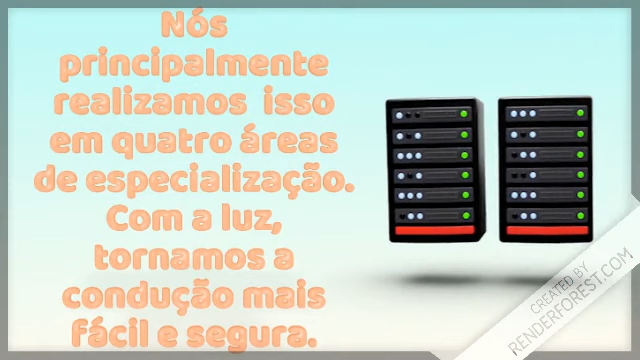 Nós
principalmente
realizamos isso
em quatro áreas
de especialização.
Com a luz,
tornamos a
condução mais
fácil e segura.
CREATED BY
RENDERFOREST.COM